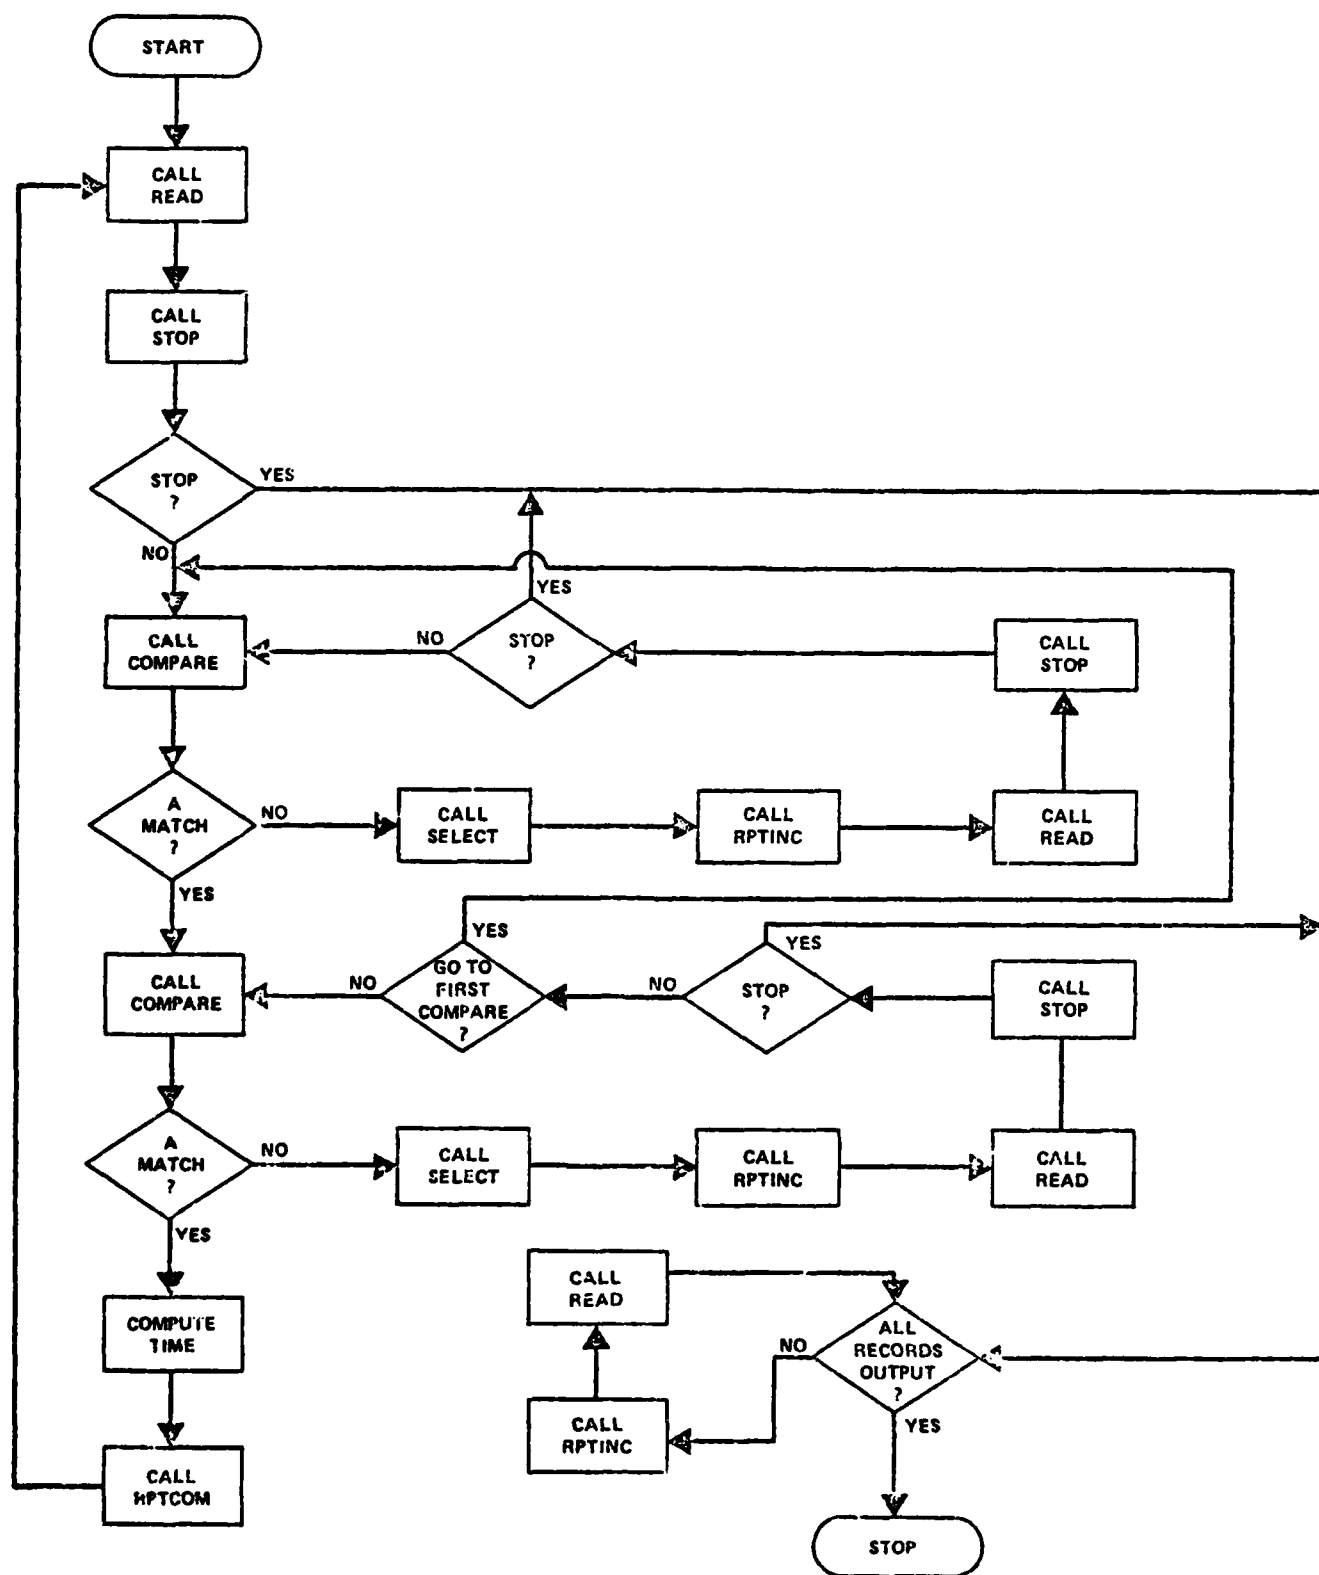 START
CALL
READ
CALL
STOP
STOP
?
YES
NO
CALL
COMPARE
NO
STOP
?
YES
CALL
STOP
A
MATCH
?
NO
CALL
SELECT
CALL
RPTINC
CALL
READ
YES
CALL
COMPARE
NO
YES
GO TO
FIRST
COMPARE
?
NO
YES
STOP
?
CALL
STOP
A
MATCH
?
NO
CALL
SELECT
CALL
RPTINC
CALL
READ
YES
COMPUTE
TIME
CALL
READ
ALL
RECORDS
OUTPUT
?
NO
CALL
RPTINC
YES
CALL
STOP